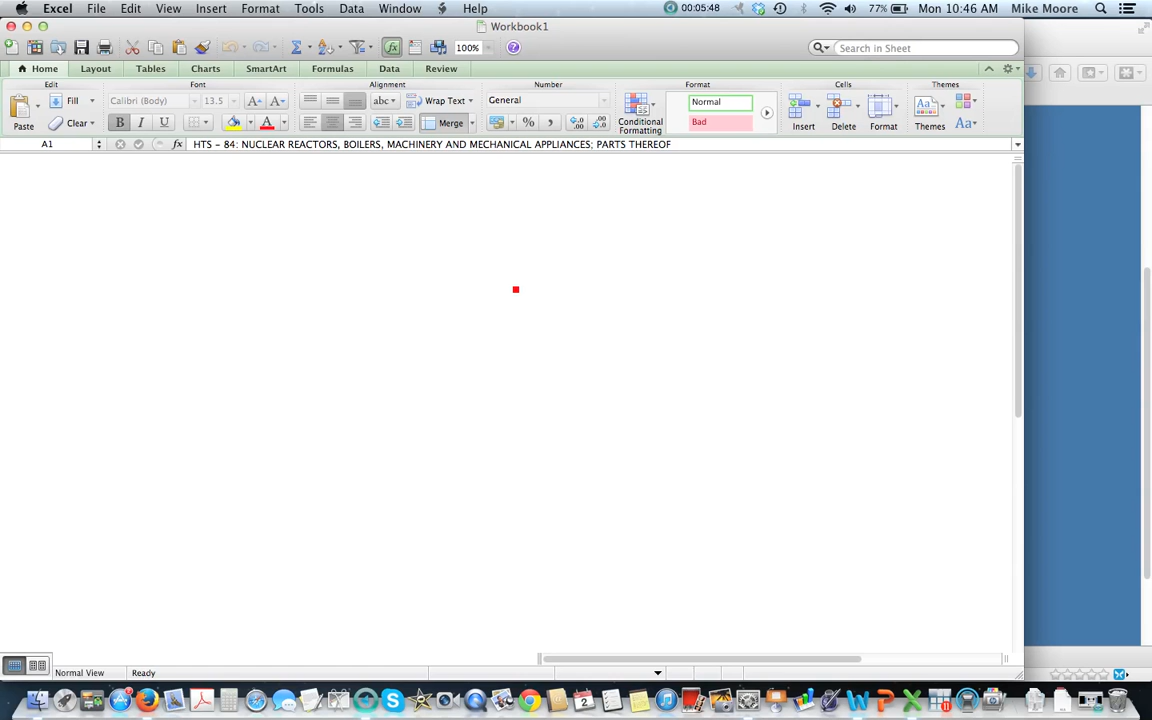 Excel File Edit View Insert Format Tools Data Window Help 00:05:48 77% Mon 10:46 AM Mike Moore
Workbook1
100% Search in Sheet
Home Layout Tables Charts SmartArt Formulas Data Review
Edit Font Alignment Number Format Cells Themes
Fill Calibri (Body) 13.5 A A abc Wrap Text General Normal
Paste Clear B I U A Merge % , Conditional Formatting Bad Insert Delete Format Themes Aa
A1 fx HTS - 84: NUCLEAR REACTORS, BOILERS, MACHINERY AND MECHANICAL APPLIANCES; PARTS THEREOF
Normal View Ready